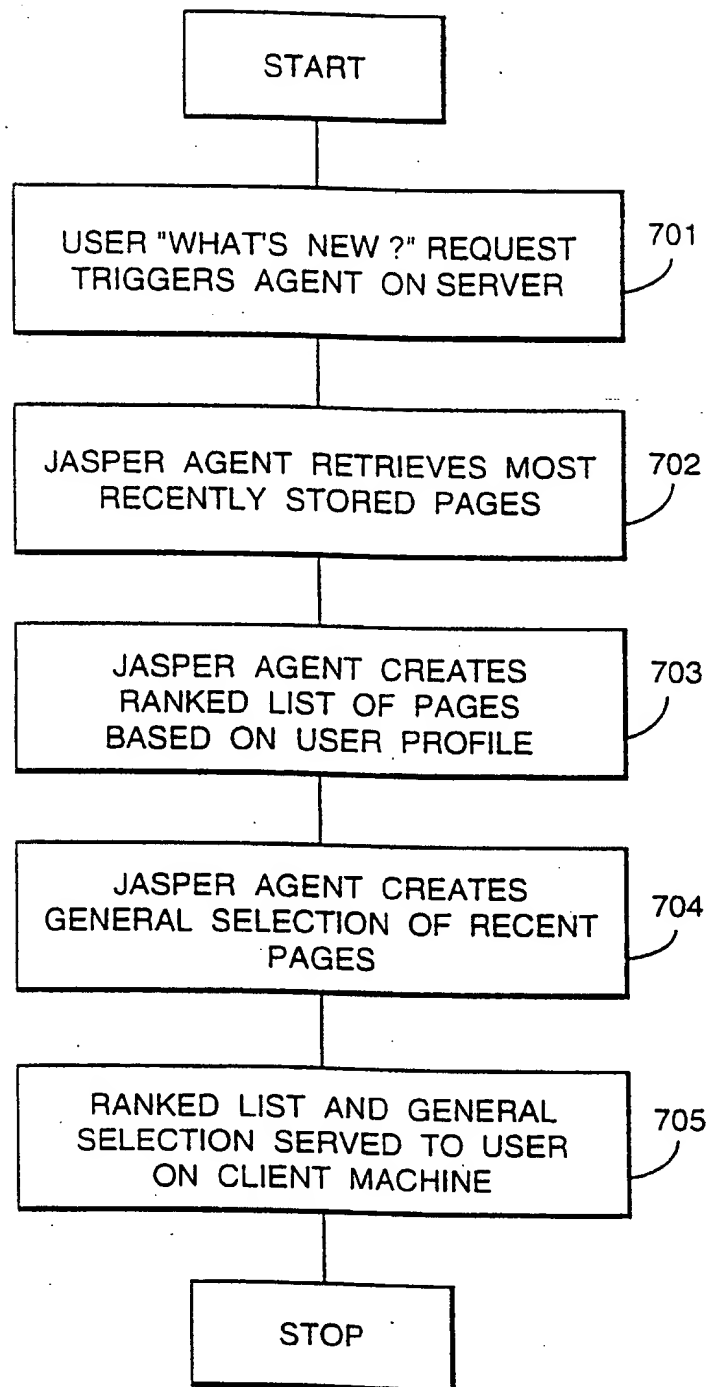 START
USER "WHAT'S NEW ?" REQUEST
TRIGGERS AGENT ON SERVER
701
JASPER AGENT RETRIEVES MOST
RECENTLY STORED PAGES
702
JASPER AGENT CREATES
RANKED LIST OF PAGES
BASED ON USER PROFILE
703
JASPER AGENT CREATES
GENERAL SELECTION OF RECENT
PAGES
704
RANKED LIST AND GENERAL
SELECTION SERVED TO USER
ON CLIENT MACHINE
705
STOP